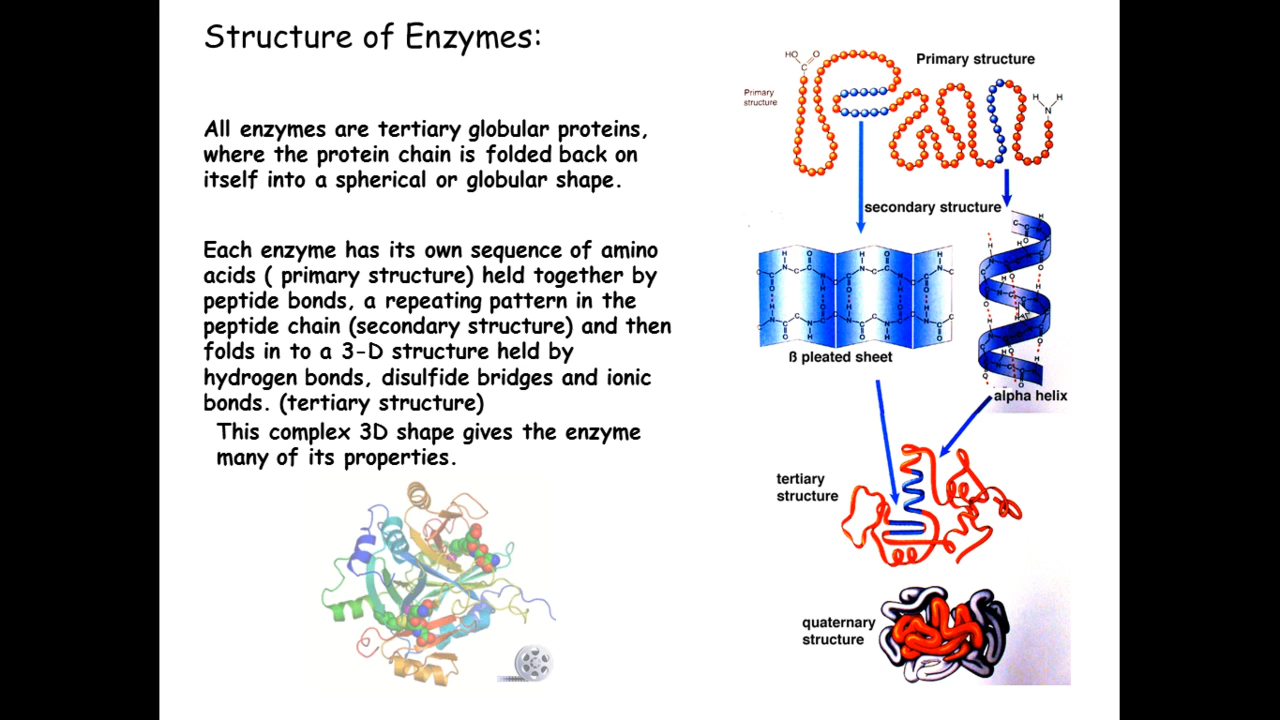 Structure of Enzymes:
All enzymes are tertiary globular proteins,
where the protein chain is folded back on
itself into a spherical or globular shape.
Each enzyme has its own sequence of amino
acids ( primary structure) held together by
peptide bonds, a repeating pattern in the
peptide chain (secondary structure) and then
folds in to a 3-D structure held by
hydrogen bonds, disulfide bridges and ionic
bonds. (tertiary structure)
This complex 3D shape gives the enzyme
many of its properties.
HO O
C
Primary structure
Primary
structure
H H
N
secondary structure
ß pleated sheet
alpha helix
tertiary
structure
quaternary
structure